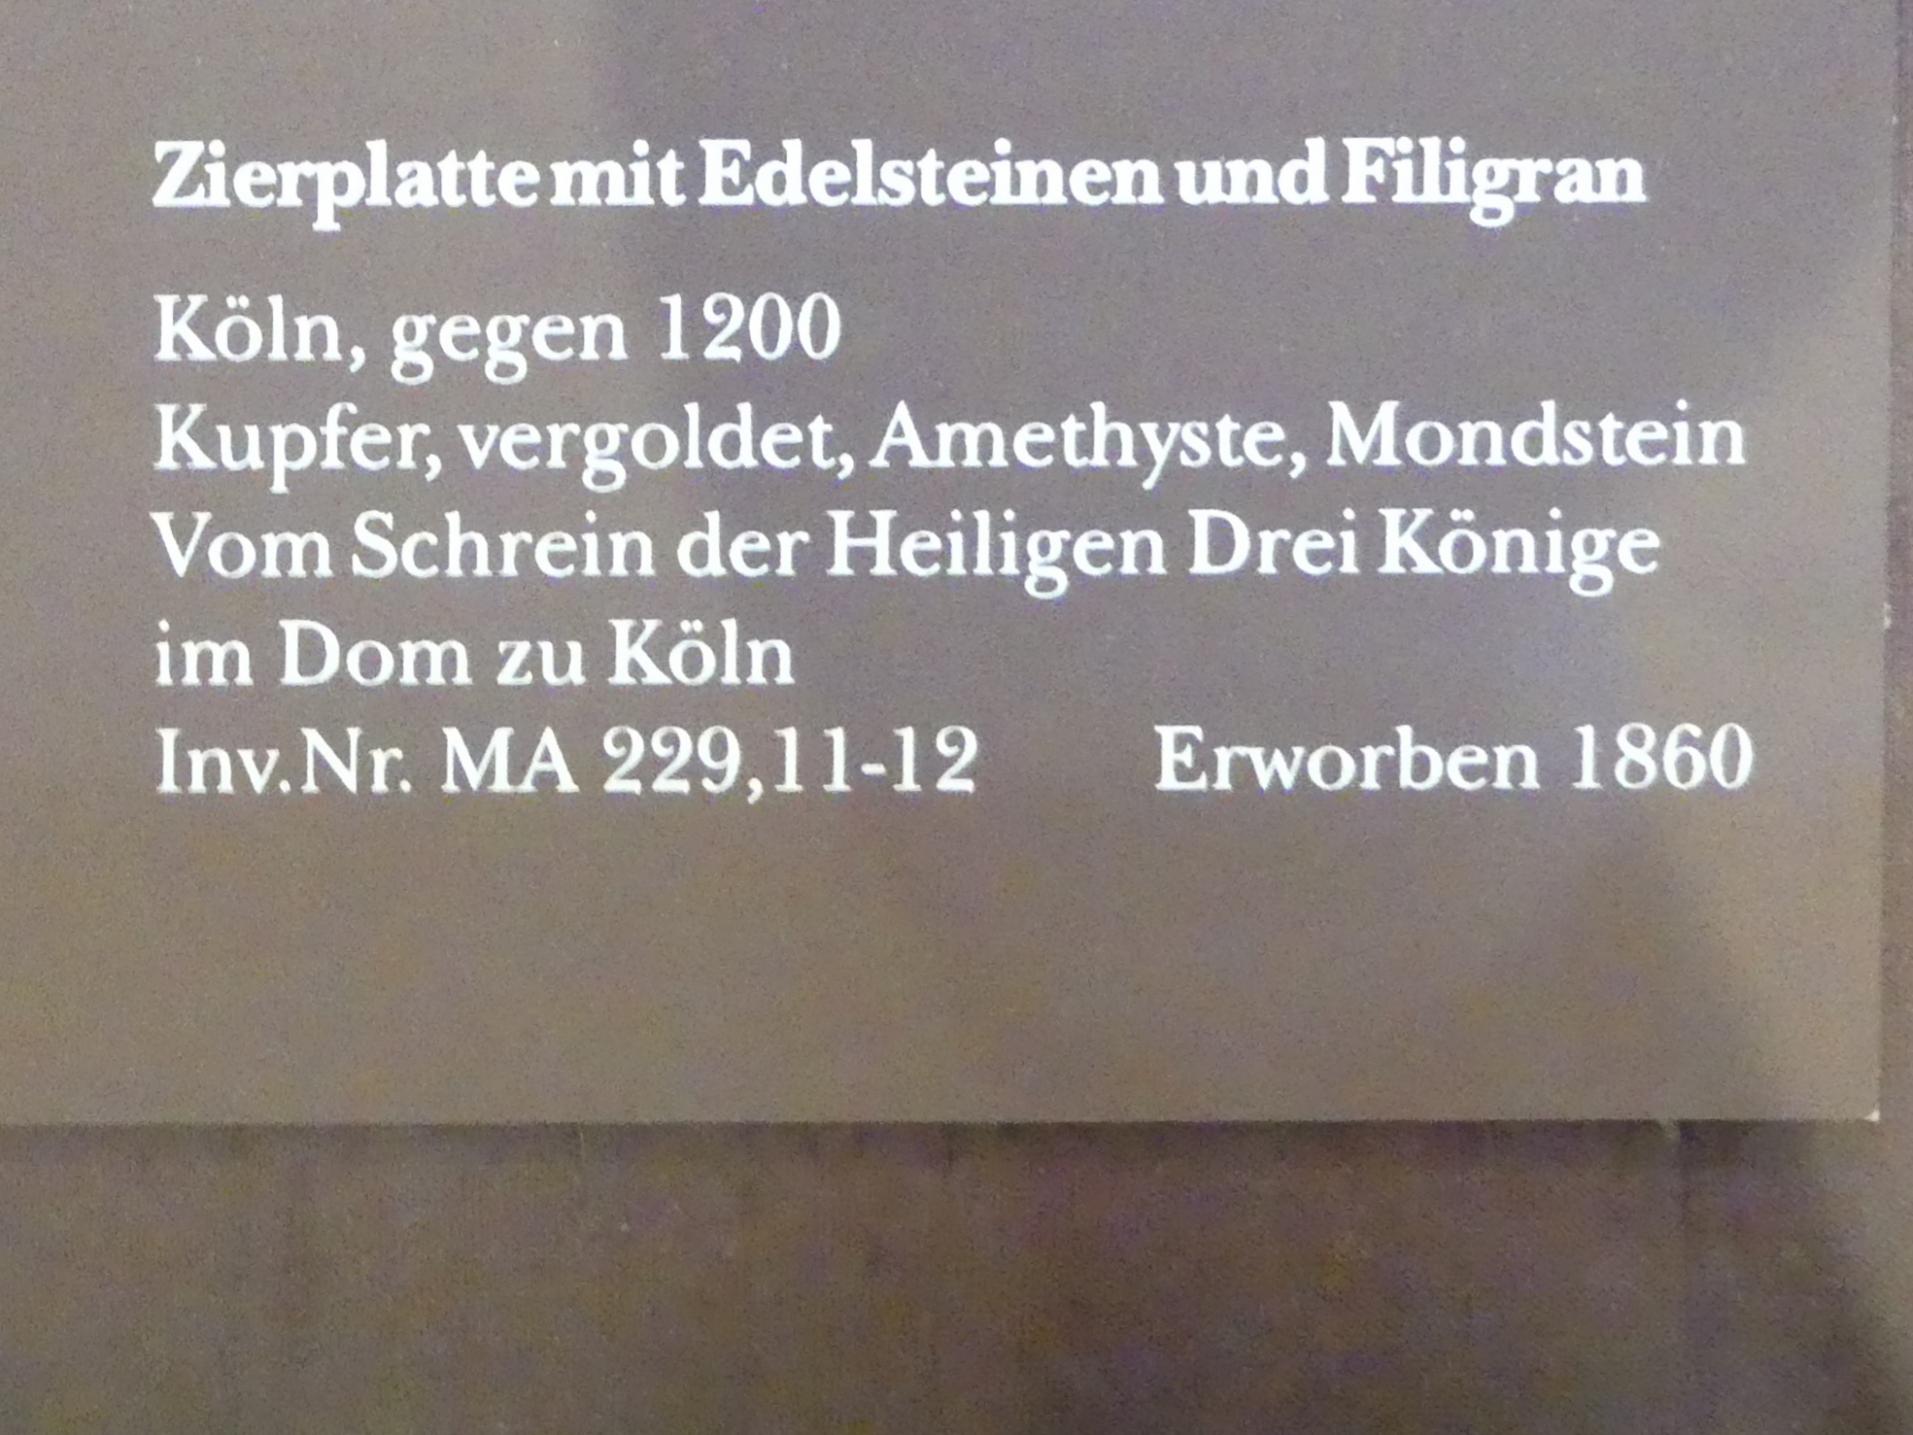 Zierplatte mit Edelsteinen und Filigran
Köln, gegen 1200
Kupfer, vergoldet, Amethyste, Mondstein
Vom Schrein der Heiligen Drei Könige
im Dom zu Köln
Inv.Nr. MA 229,11-12 Erworben 1860